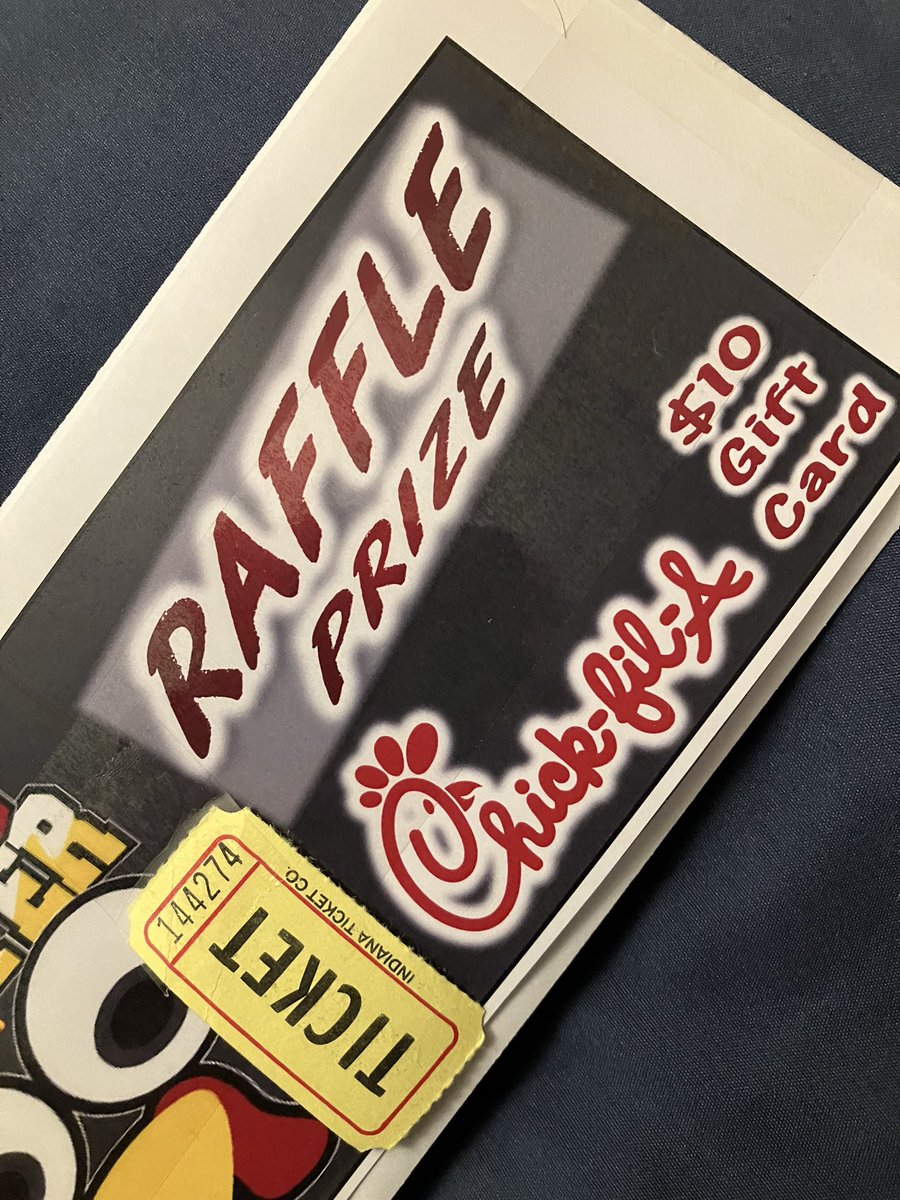 RAFFLE
PRIZE
$10
Gift
Card
Chick-fil-A
144274
TICKET
INDIANA TICKET CO.